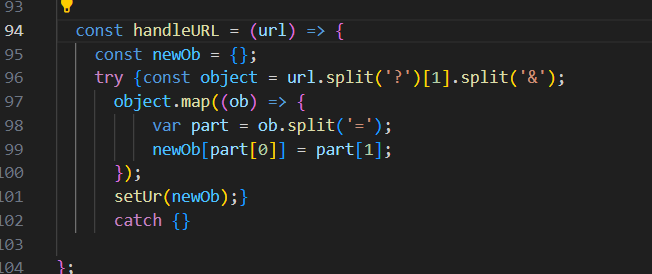 93
94 const handleURL = (url) => {
95 const newOb = {};
96 try {const object = url.split('?')[1].split('&');
97 object.map((ob) => {
98 var part = ob.split('=');
99 newOb[part[0]] = part[1];
100 });
101 setUr(newOb);}
102 catch {}
103
104 };